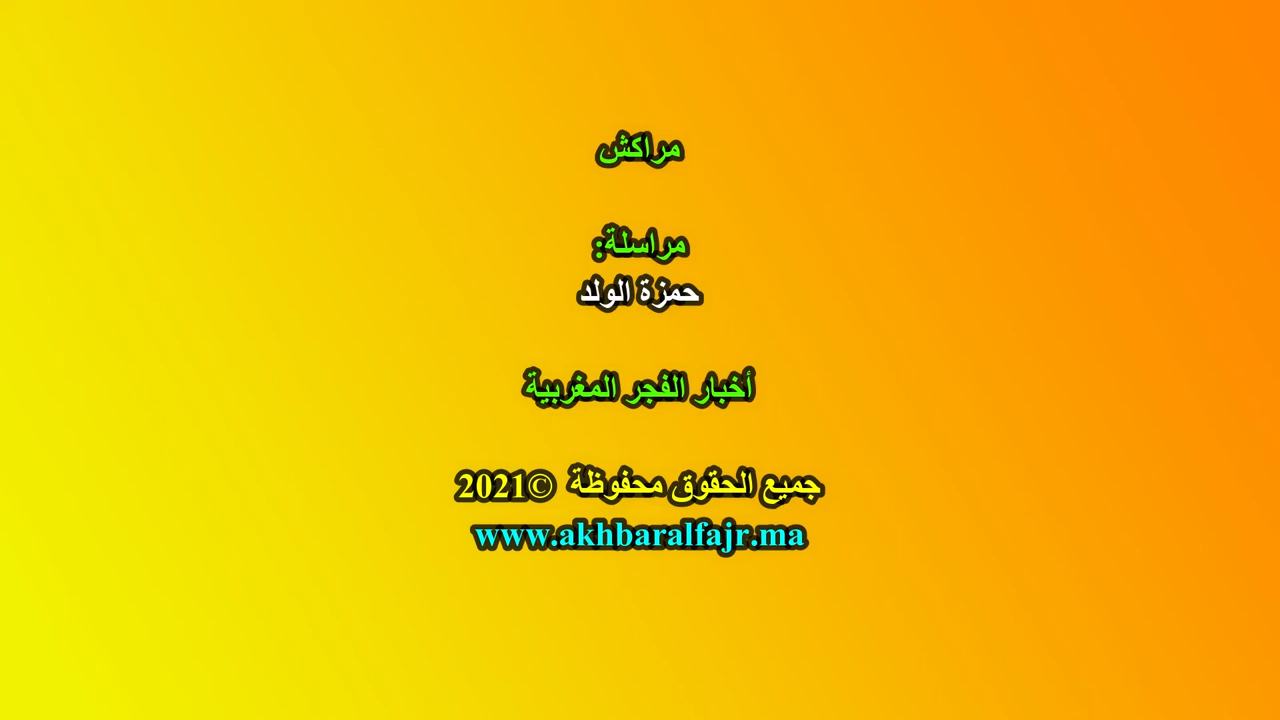 مراكش
مراسلة:
حمزة الولد
أخبار الفجر المغربية
جميع الحقوق محفوظة ©2021
www.akhbaralfajr.ma